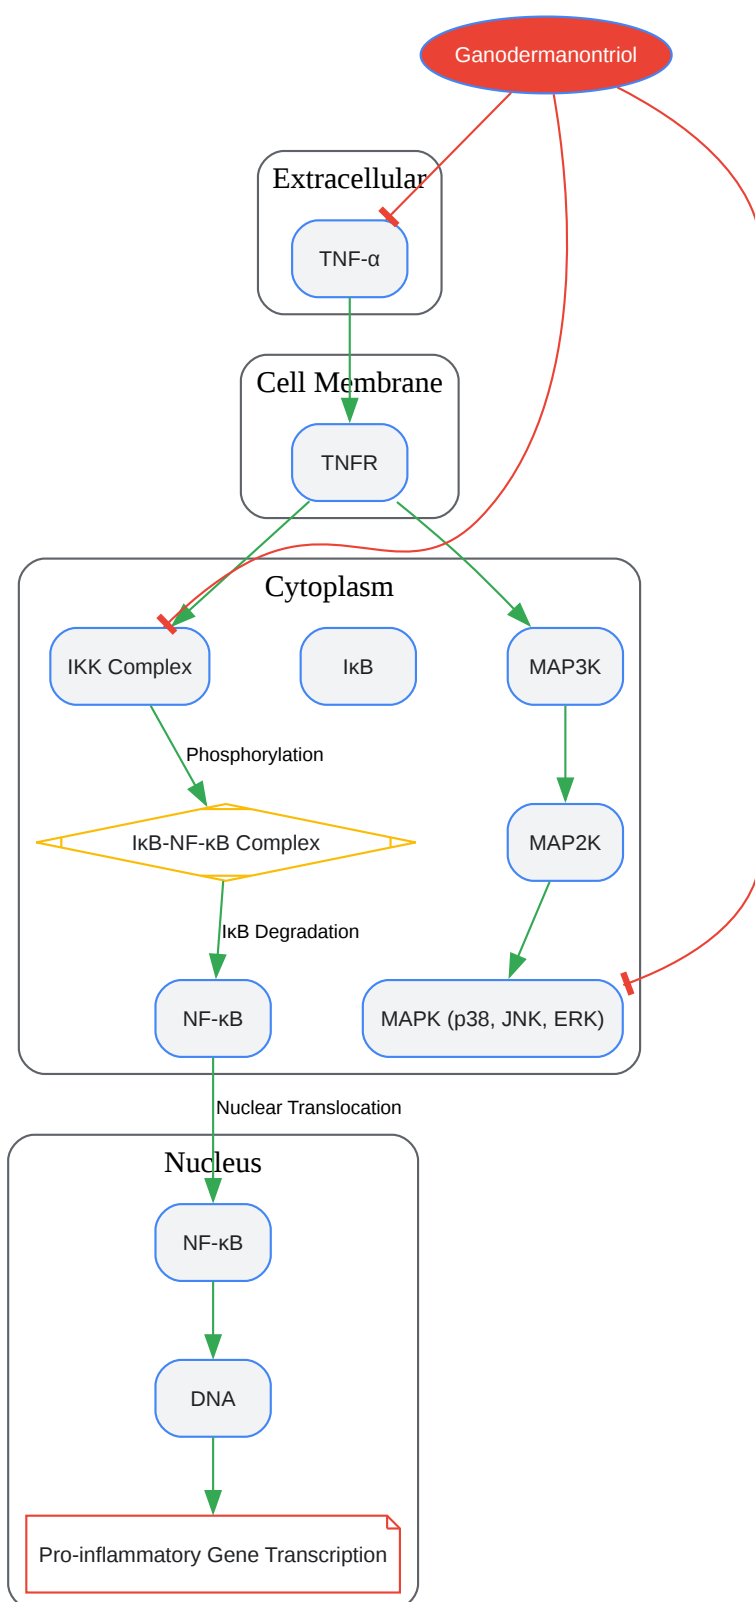 Ganodermanontriol
Extracellular
TNF-α
Cell Membrane
TNFR
Cytoplasm
IKK Complex
IκB
MAP3K
Phosphorylation
IκB-NF-κB Complex
MAP2K
IκB Degradation
NF-κB
MAPK (p38, JNK, ERK)
Nuclear Translocation
Nucleus
NF-κB
DNA
Pro-inflammatory Gene Transcription